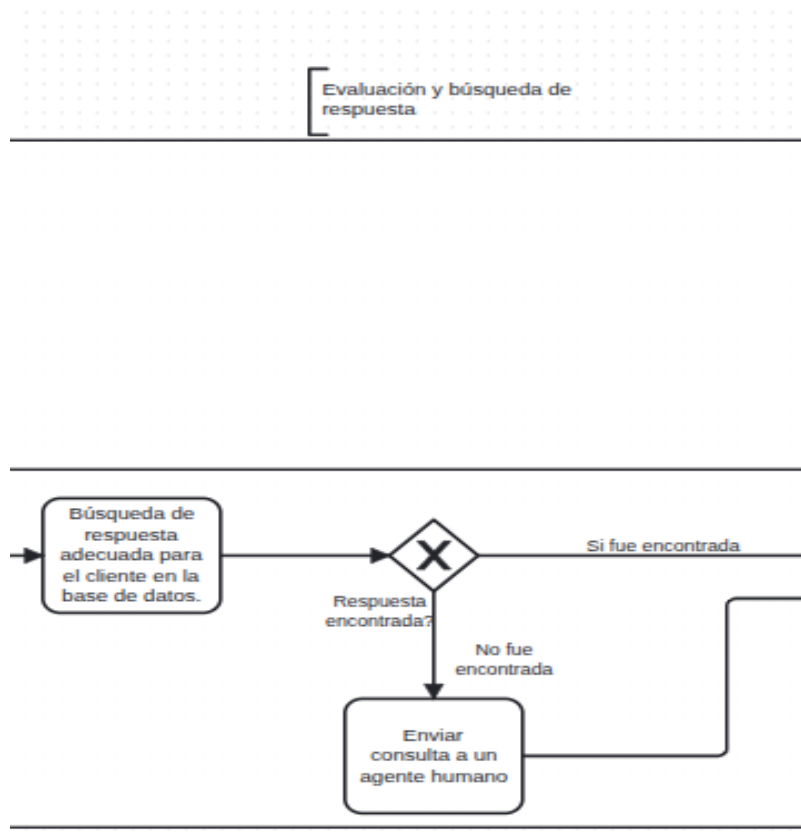 Evaluación y búsqueda de
respuesta
Búsqueda de
respuesta
adecuada para
el cliente en la
base de datos.
Si fue encontrada
Respuesta
encontrada?
No fue
encontrada
Enviar
consulta a un
agente humano